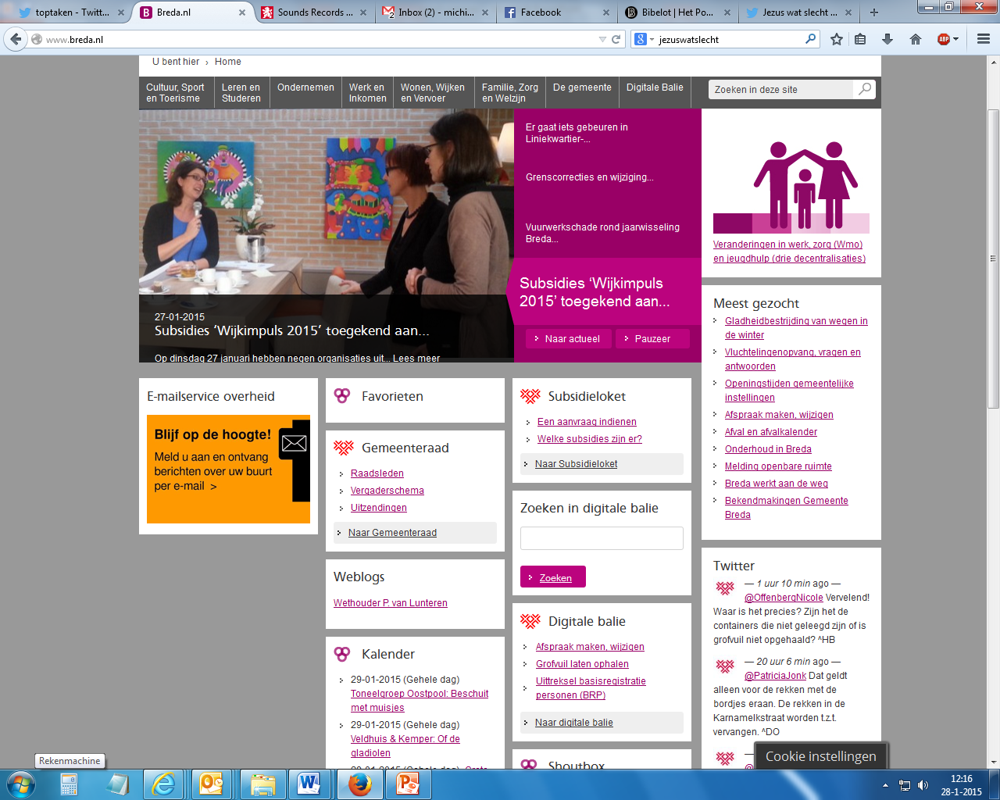 toptaken - Twitt...
Breda.nl
Sounds Records ...
Inbox (2) - michi...
Facebook
Bibelot | Het Po...
Jezus wat slecht ...
www.breda.nl
jezuswatslecht
U bent hier › Home
Cultuur, Sport
en Toerisme
Leren en
Studeren
Ondernemen
Werk en
Inkomen
Wonen, Wijken
en Vervoer
Familie, Zorg
en Welzijn
De gemeente
Digitale Balie
Zoeken in deze site
27-01-2015
Subsidies ‘Wijkimpuls 2015’ toegekend aan...
Op dinsdag 27 januari hebben negen organisaties uit... Lees meer
Er gaat iets gebeuren in
Liniekwartier-...
Grenscorrecties en wijziging...
Vuurwerkschade rond jaarwisseling
Breda...
Subsidies ‘Wijkimpuls
2015’ toegekend aan...
Naar actueel
Pauzeer
Veranderingen in werk, zorg (Wmo)
en jeugdhulp (drie decentralisaties)
Meest gezocht
Gladheidbestrijding van wegen in
de winter
Vluchtelingenopvang, vragen en
antwoorden
Openingstijden gemeentelijke
instellingen
Afspraak maken, wijzigen
Afval en afvalkalender
Onderhoud in Breda
Melding openbare ruimte
Breda werkt aan de weg
Bekendmakingen Gemeente
Breda
E-mailservice overheid
Blijf op de hoogte!
Meld u aan en ontvang
berichten over uw buurt
per e-mail >
Favorieten
Gemeenteraad
Raadsleden
Vergaderschema
Uitzendingen
Naar Gemeenteraad
Weblogs
Wethouder P. van Lunteren
Kalender
29-01-2015 (Gehele dag)
Toneelgroep Oostpool: Beschuit
met muisjes
29-01-2015 (Gehele dag)
Veldhuis & Kemper: Of de
gladiolen
Subsidieloket
Een aanvraag indienen
Welke subsidies zijn er?
Naar Subsidieloket
Zoeken in digitale balie
Zoeken
Digitale balie
Afspraak maken, wijzigen
Grofvuil laten ophalen
Uittreksel basisregistratie
personen (BRP)
Naar digitale balie
Shoutbox
Twitter
— 1 uur 10 min ago —
@OffenbergNicole Vervelend!
Waar is het precies? Zijn het de
containers die niet geleegd zijn of is
grofvuil niet opgehaald? ^HB
— 20 uur 6 min ago —
@PatriciaJonk Dat geldt
alleen voor de rekken met de
bordjes eraan. De rekken in de
Karnamelkstraat worden t.z.t.
vervangen. ^DO
Cookie instellingen
Rekenmachine
12:16
28-1-2015